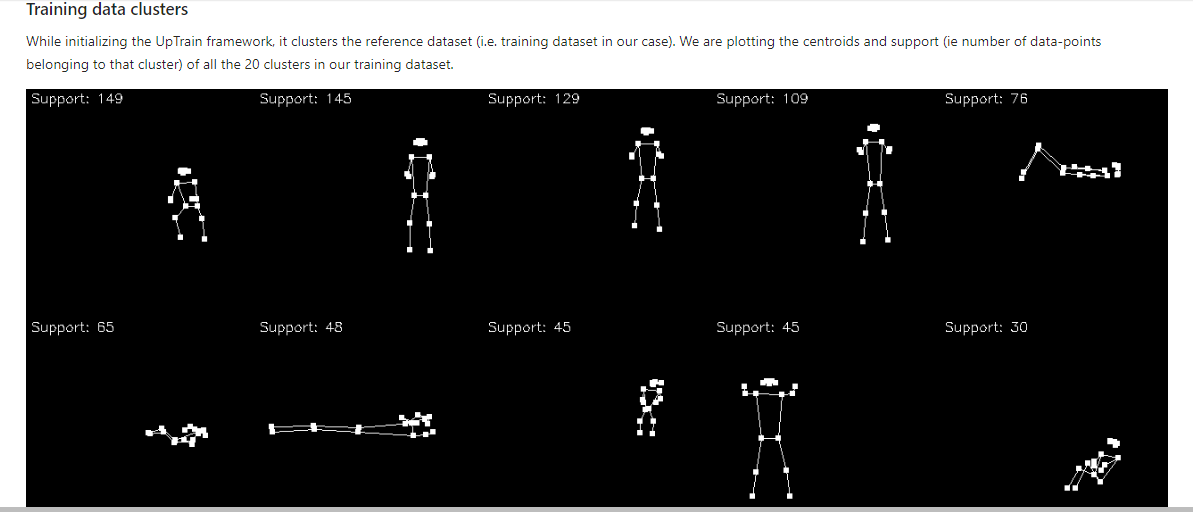 Training data clusters
While initializing the UpTrain framework, it clusters the reference dataset (i.e. training dataset in our case). We are plotting the centroids and support (ie number of data-points
belonging to that cluster) of all the 20 clusters in our training dataset.
Support: 149 Support: 145 Support: 129 Support: 109 Support: 76
Support: 65 Support: 48 Support: 45 Support: 45 Support: 30